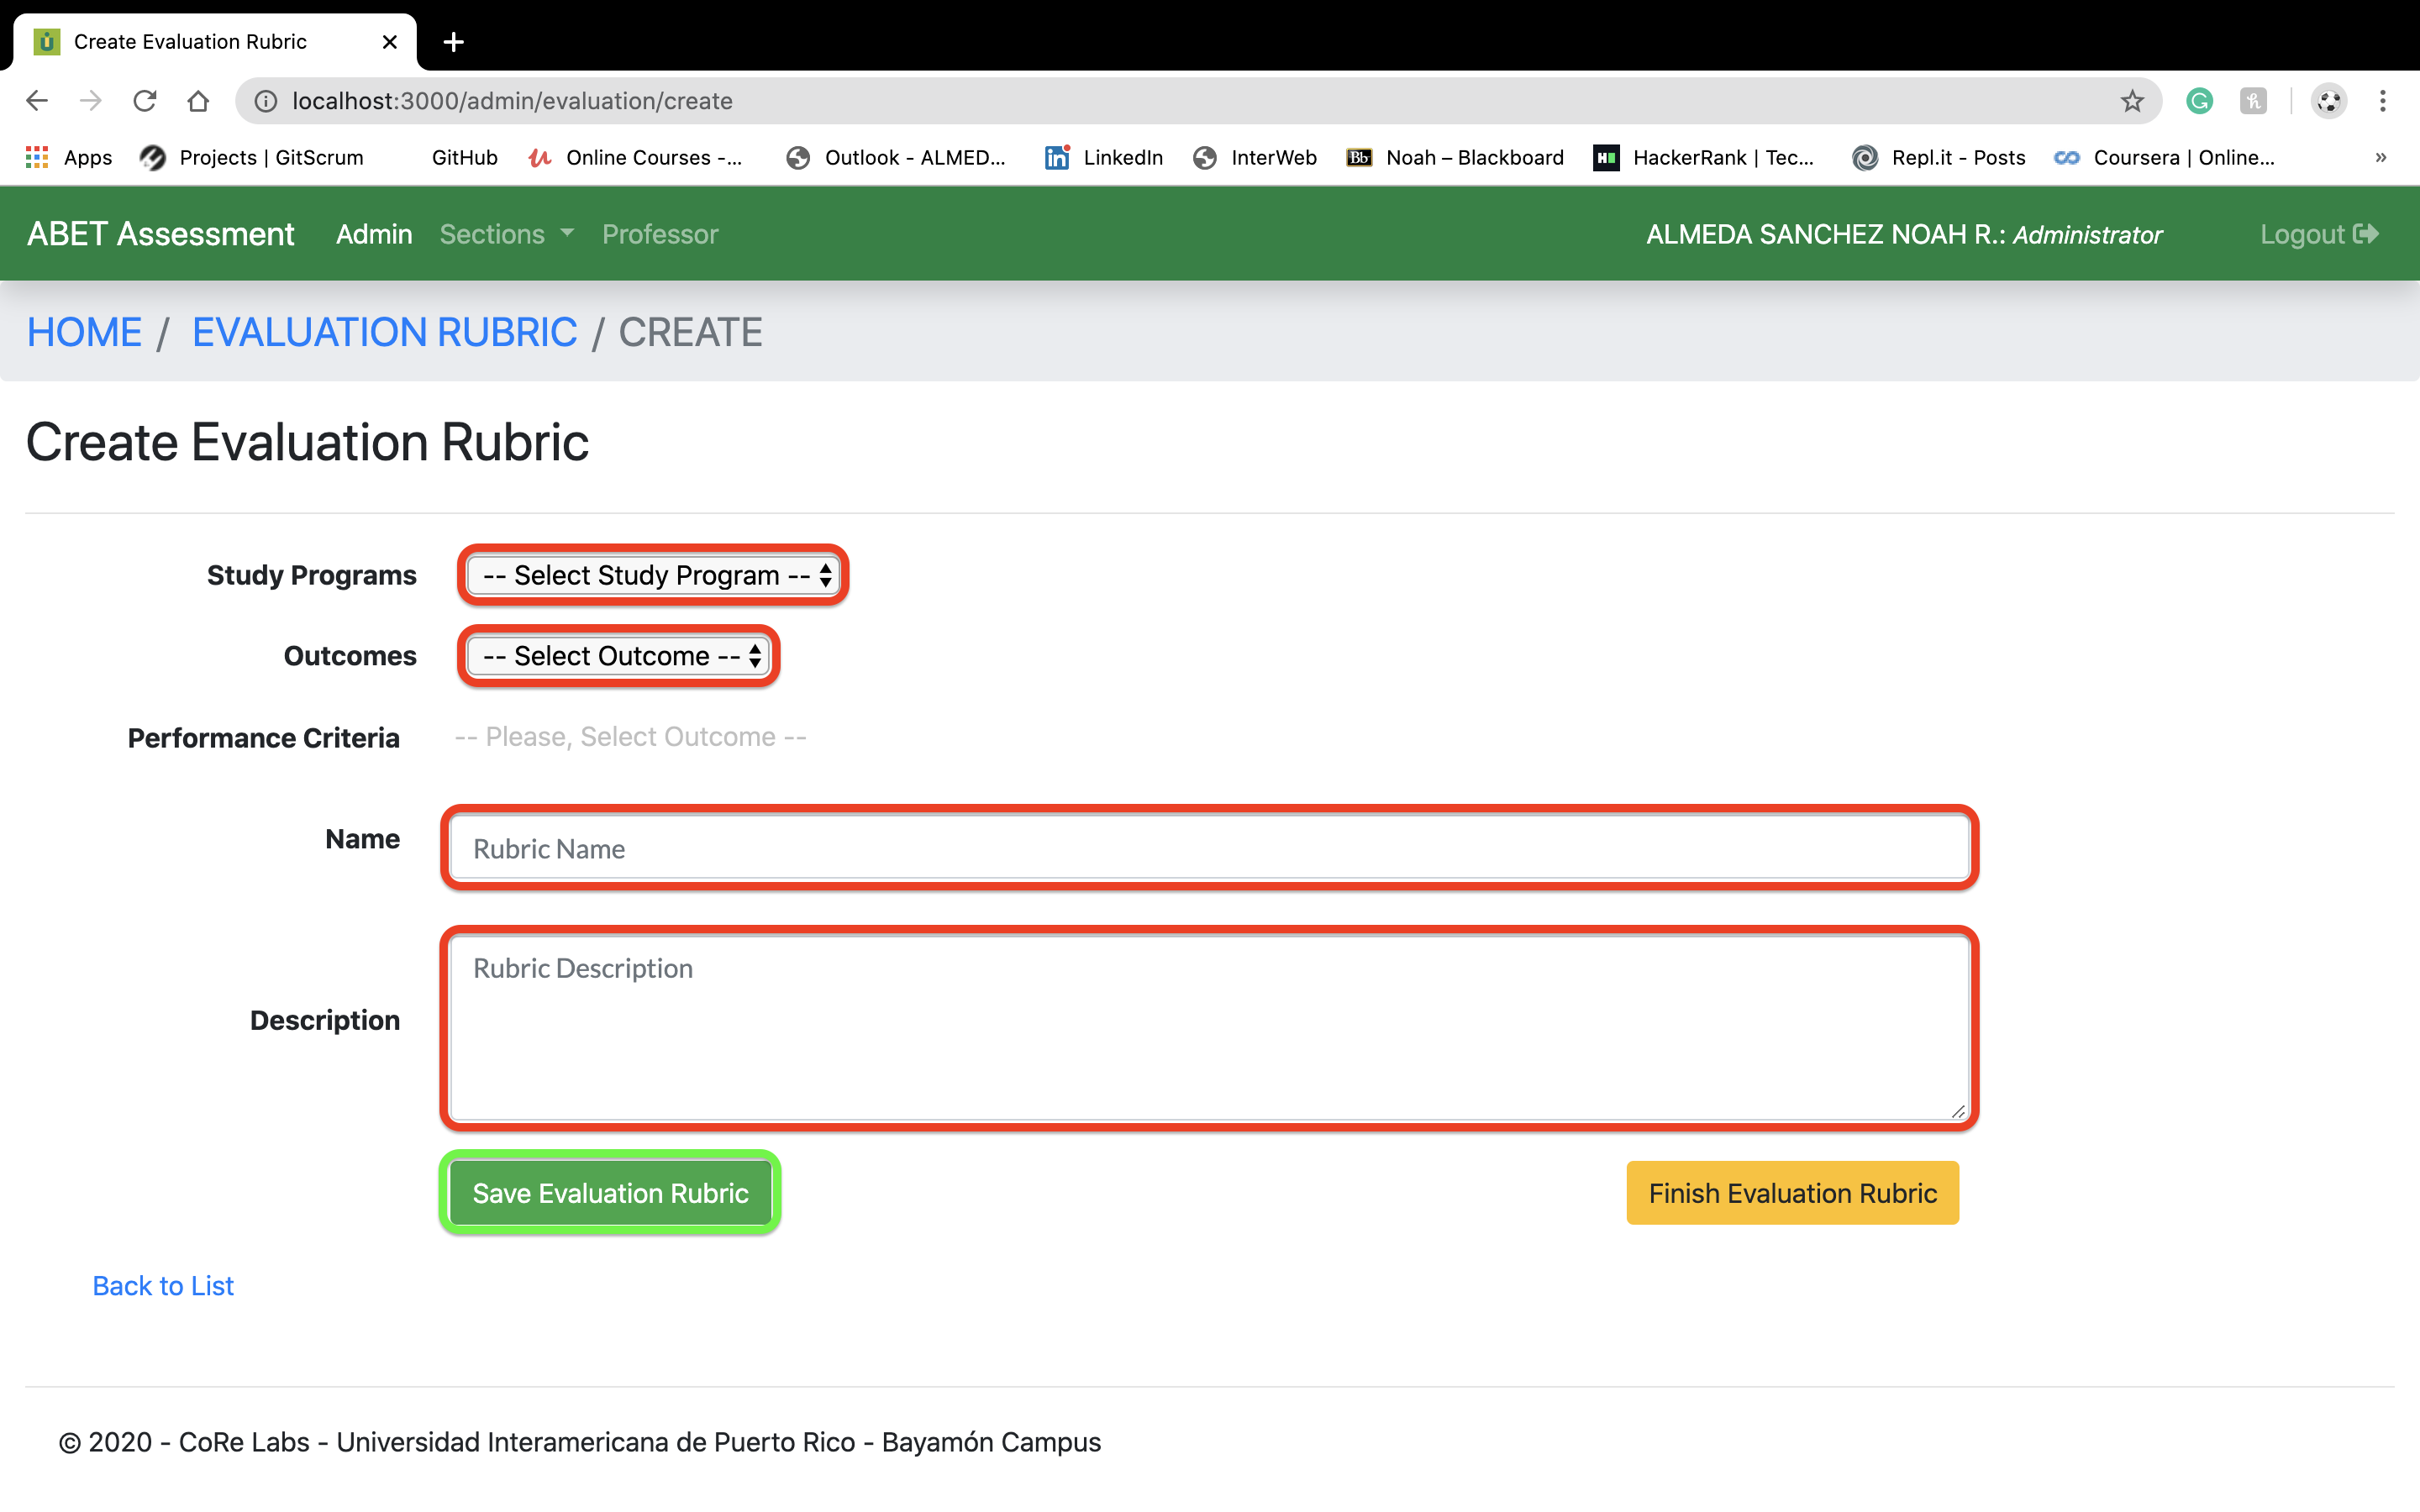 Create Evaluation Rubric
localhost:3000/admin/evaluation/create
Apps Projects | GitScrum GitHub Online Courses -... Outlook - ALMED... LinkedIn InterWeb Bb Noah – Blackboard HackerRank | Tec... Repl.it - Posts Coursera | Online... »
ABET Assessment Admin Sections Professor ALMEDA SANCHEZ NOAH R.: Administrator Logout
HOME / EVALUATION RUBRIC / CREATE
Create Evaluation Rubric
Study Programs -- Select Study Program --
Outcomes -- Select Outcome --
Performance Criteria -- Please, Select Outcome --
Name Rubric Name
Rubric Description
Description
Save Evaluation Rubric Finish Evaluation Rubric
Back to List
© 2020 - CoRe Labs - Universidad Interamericana de Puerto Rico - Bayamón Campus